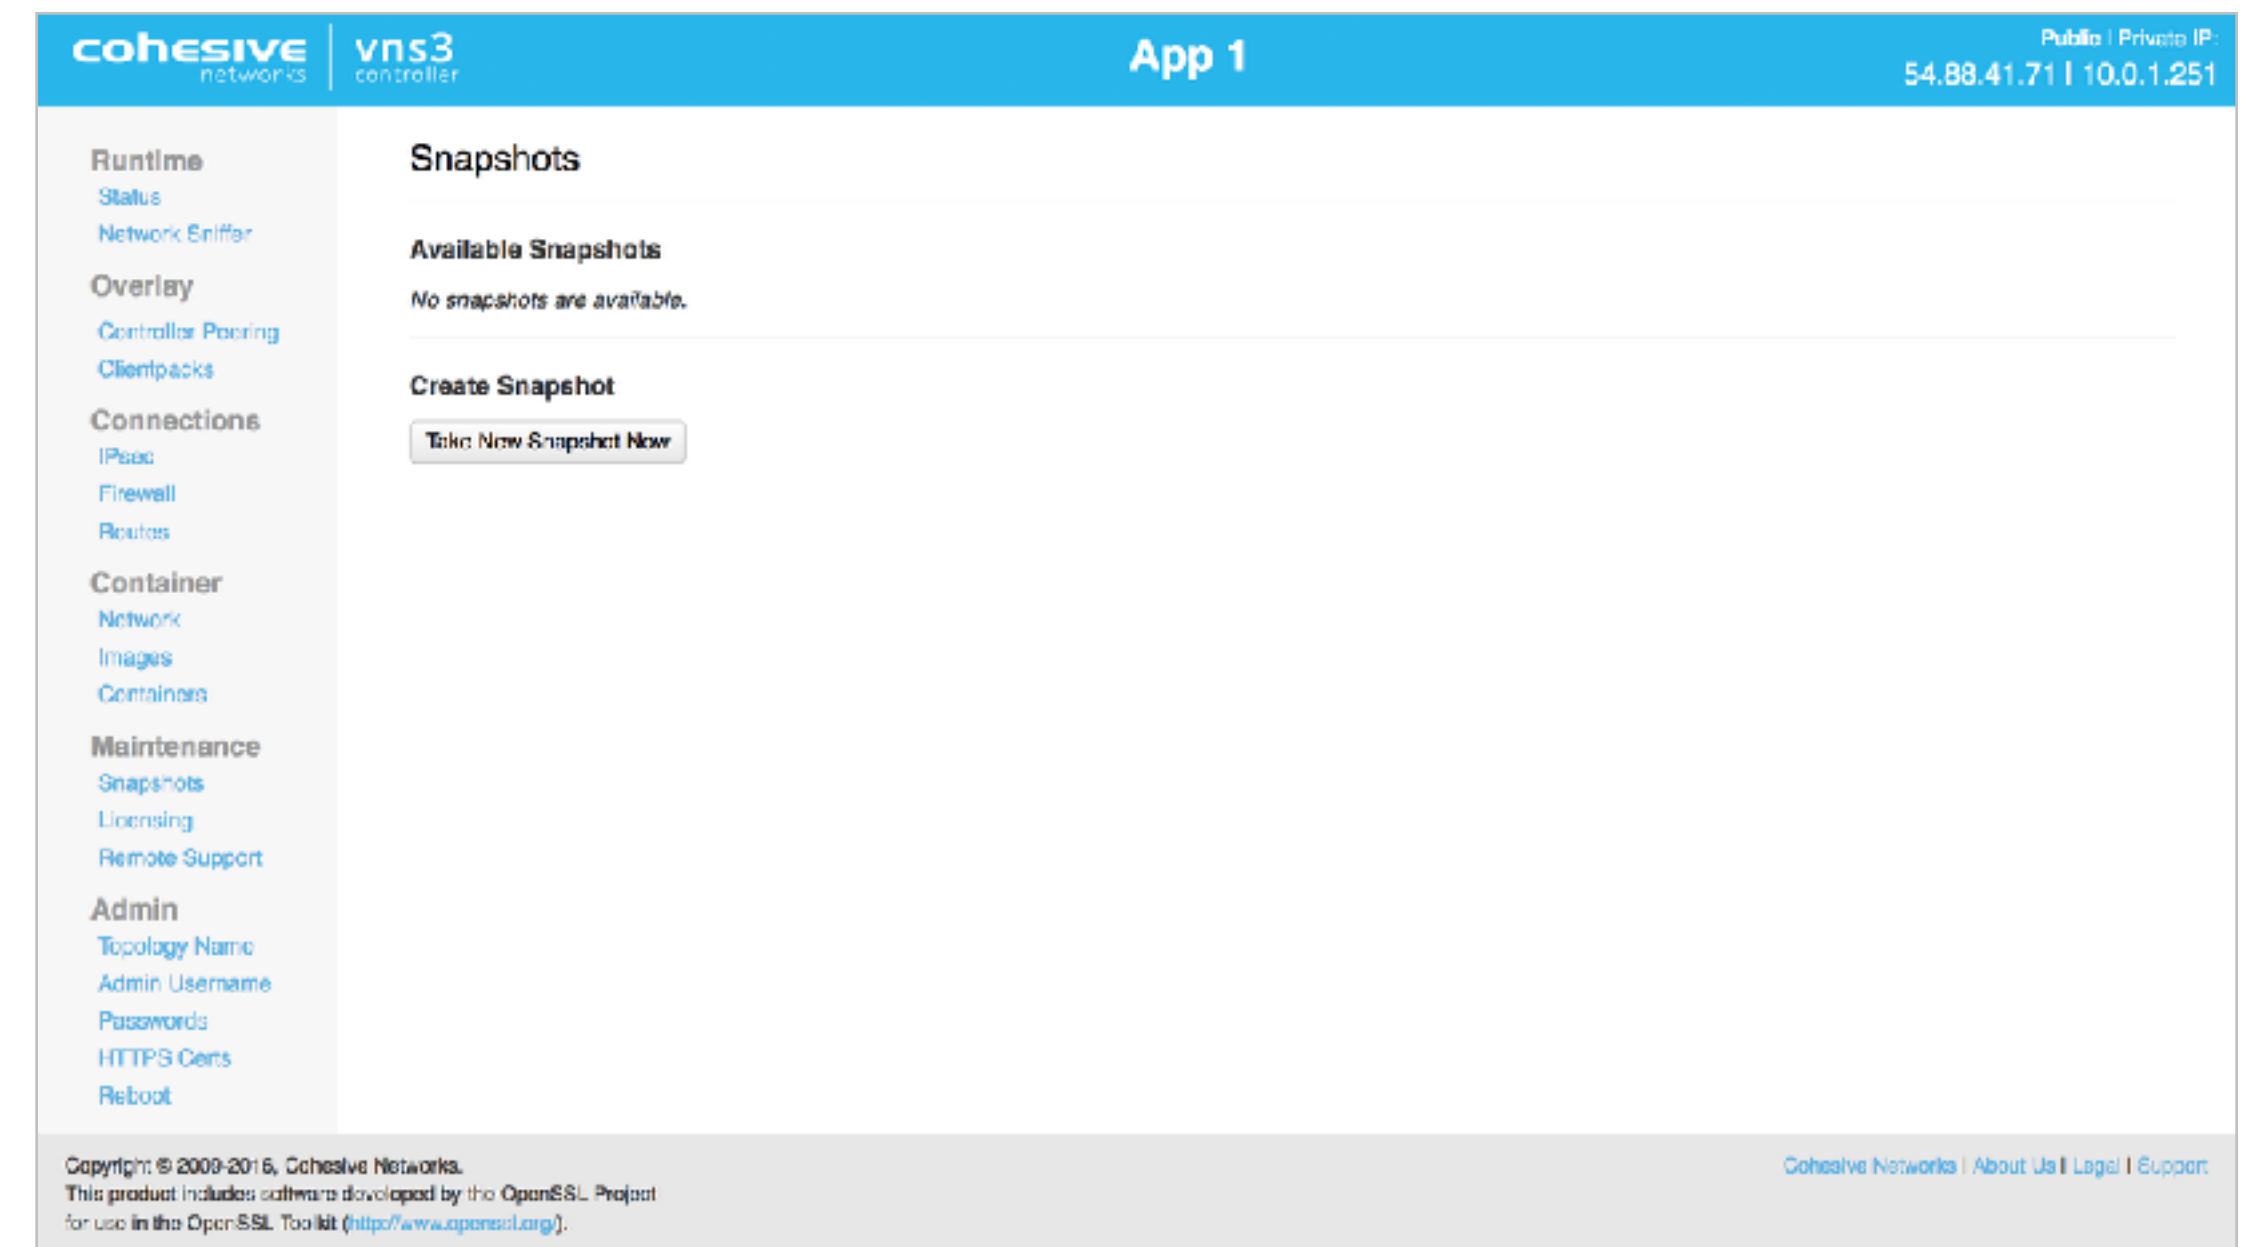 cohesive networks
vns3 controller
App 1
Public | Private IP:
54.88.41.71 | 10.0.1.251
Runtime
Status
Network Sniffer
Overlay
Controller Peering
Clientpacks
Connections
IPsec
Firewall
Routes
Container
Network
Images
Containers
Maintenance
Snapshots
Licensing
Remote Support
Admin
Topology Name
Admin Username
Passwords
HTTPS Certs
Reboot
Snapshots
Available Snapshots
No snapshots are available.
Create Snapshot
Take New Snapshot Now
Copyright © 2009-2016, Cohesive Networks.
This product includes software developed by the OpenSSL Project
for use in the OpenSSL Toolkit (http://www.openssl.org/).
Cohesive Networks | About Us | Legal | Support